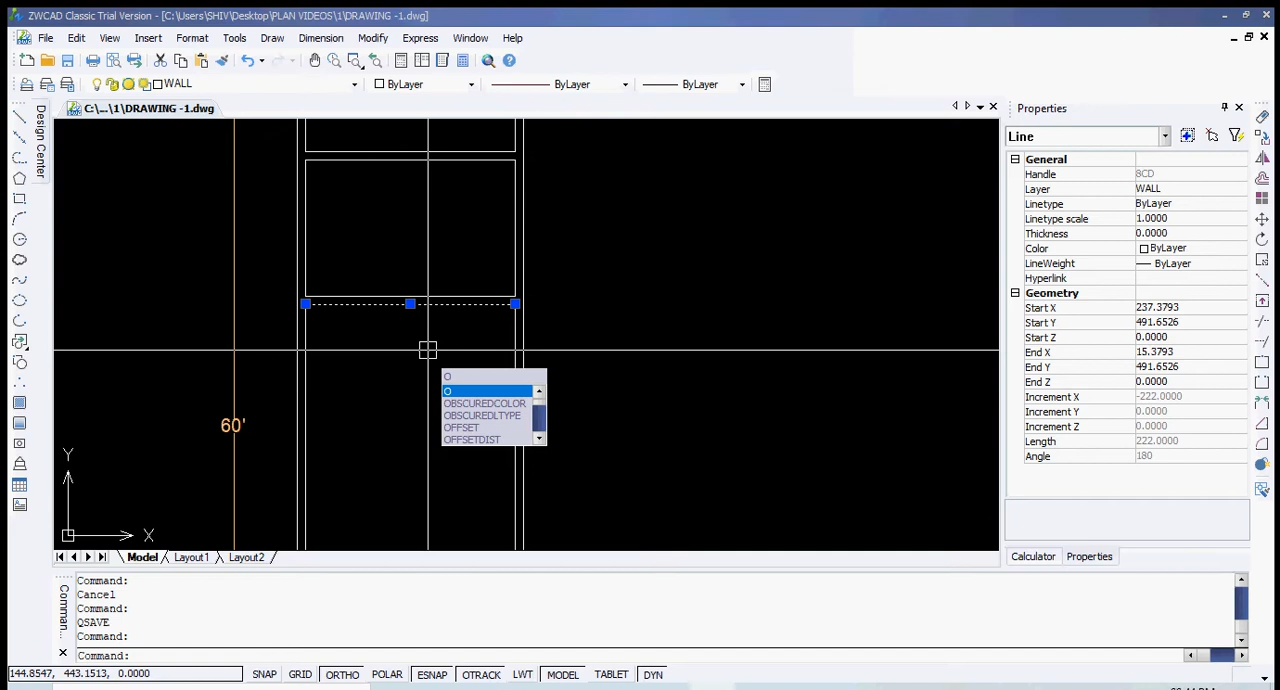 ZWCAD Classic Trial Version - [C:\Users\SHIV\Desktop\PLAN VIDEOS\1\DRAWING -1.dwg]
File Edit View Insert Format Tools Draw Dimension Modify Express Window Help
WALL ByLayer ByLayer ByLayer
C:\...\1\DRAWING -1.dwg
Design Center
60'
Y
X
O
O
OBSCUREDCOLOR
OBSCUREDLTYPE
OFFSET
OFFSETDIST
Properties
Line
General
Handle 8CD
Layer WALL
Linetype ByLayer
Linetype scale 1.0000
Thickness 0.0000
Color ByLayer
LineWeight ByLayer
Hyperlink
Geometry
Start X 237.3793
Start Y 491.6526
Start Z 0.0000
End X 15.3793
End Y 491.6526
End Z 0.0000
Increment X -222.0000
Increment Y 0.0000
Increment Z 0.0000
Length 222.0000
Angle 180
Calculator Properties
Model Layout1 Layout2
Comman...
Command:
Cancel
Command:
QSAVE
Command:
Command:
144.8547, 443.1513, 0.0000 SNAP GRID ORTHO POLAR ESNAP OTRACK LWT MODEL TABLET DYN